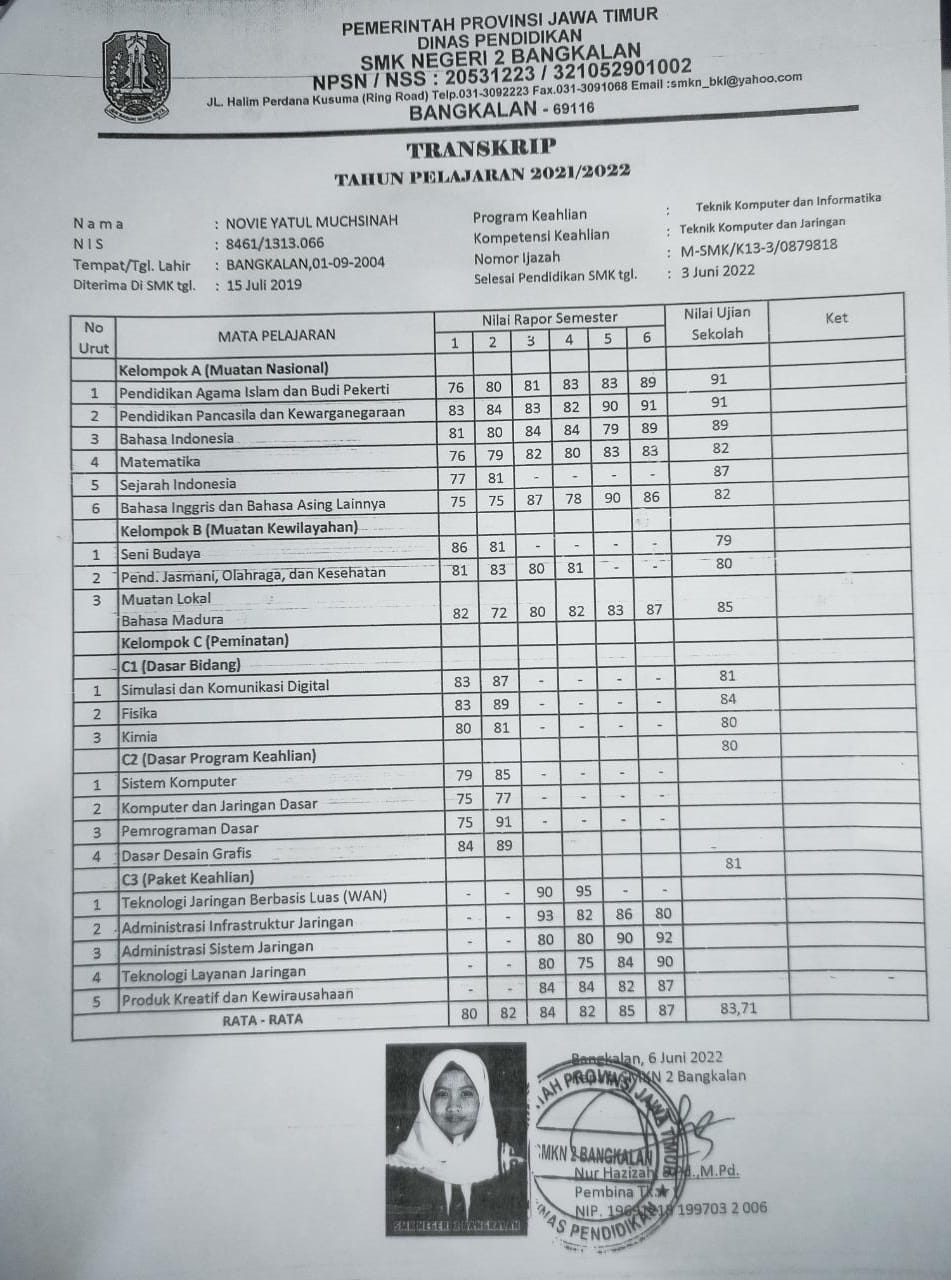 PEMERINTAH PROVINSI JAWA TIMUR
DINAS PENDIDIKAN
SMK NEGERI 2 BANGKALAN
NPSN / NSS : 20531223 / 321052901002
JL. Halim Perdana Kusuma (Ring Road) Telp.031-3092223 Fax.031-3091068 Email :smkn_bkl@yahoo.com
BANGKALAN - 69116
TRANSKRIP
TAHUN PELAJARAN 2021/2022
N a m a : NOVIE YATUL MUCHSINAH
N I S : 8461/1313.066
Tempat/Tgl. Lahir : BANGKALAN,01-09-2004
Diterima Di SMK tgl. : 15 Juli 2019
Program Keahlian : Teknik Komputer dan Informatika
Kompetensi Keahlian : Teknik Komputer dan Jaringan
Nomor Ijazah : M-SMK/K13-3/0879818
Selesai Pendidikan SMK tgl. : 3 Juni 2022
No Urut MATA PELAJARAN Nilai Rapor Semester Nilai Ujian Sekolah Ket
1 2 3 4 5 6
Kelompok A (Muatan Nasional)
1 Pendidikan Agama Islam dan Budi Pekerti 76 80 81 83 83 89 91
2 Pendidikan Pancasila dan Kewarganegaraan 83 84 83 82 90 91 91
3 Bahasa Indonesia 81 80 84 84 79 89 89
4 Matematika 76 79 82 80 83 83 82
5 Sejarah Indonesia 77 81 - - - - 87
6 Bahasa Inggris dan Bahasa Asing Lainnya 75 75 87 78 90 86 82
Kelompok B (Muatan Kewilayahan)
1 Seni Budaya 86 81 - - - - 79
2 Pend. Jasmani, Olahraga, dan Kesehatan 81 83 80 81 - - 80
3 Muatan Lokal
Bahasa Madura 82 72 80 82 83 87 85
Kelompok C (Peminatan)
C1 (Dasar Bidang)
1 Simulasi dan Komunikasi Digital 83 87 - - - - 81
2 Fisika 83 89 - - - - 84
3 Kimia 80 81 - - - - 80
C2 (Dasar Program Keahlian) 80
1 Sistem Komputer 79 85 - - - -
2 Komputer dan Jaringan Dasar 75 77 - - - -
3 Pemrograman Dasar 75 91 - - - -
4 Dasar Desain Grafis 84 89 -
C3 (Paket Keahlian) 81
1 Teknologi Jaringan Berbasis Luas (WAN) - - 90 95 - -
2 Administrasi Infrastruktur Jaringan - - 93 82 86 80
3 Administrasi Sistem Jaringan - - 80 80 90 92
4 Teknologi Layanan Jaringan - - 80 75 84 90
5 Produk Kreatif dan Kewirausahaan - - 84 84 82 87
RATA - RATA 80 82 84 82 85 87 83,71
Bangkalan, 6 Juni 2022
SMKN 2 Bangkalan
Nur Hazizah, S.Pd.,M.Pd.
Pembina Tk.
NIP. 199703 2 006
PROVINSI JAWA TIMUR
SMKN 2 BANGKALAN
DINAS PENDIDIKAN
SMK NEGERI 2 BANGKALAN